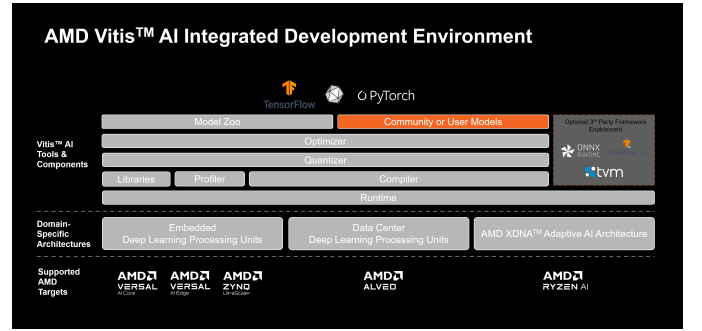 AMD Vitis™ AI Integrated Development Environment
TensorFlow
PyTorch
Model Zoo
Community or User Models
Optional 3rd Party Framework
Enablement
Vitis™ AI
Tools &
Components
Optimizer
ONNX
RUNTIME
Quantizer
tvm
Libraries
Profiler
Compiler
Runtime
Domain-
Specific
Architectures
Embedded
Deep Learning Processing Units
Data Center
Deep Learning Processing Units
AMD XDNA™ Adaptive AI Architecture
Supported
AMD
Targets
AMD
VERSAL
AI Core
AMD
VERSAL
AI Edge
AMD
ZYNQ
UltraScale+
AMD
ALVEO
AMD
RYZEN AI